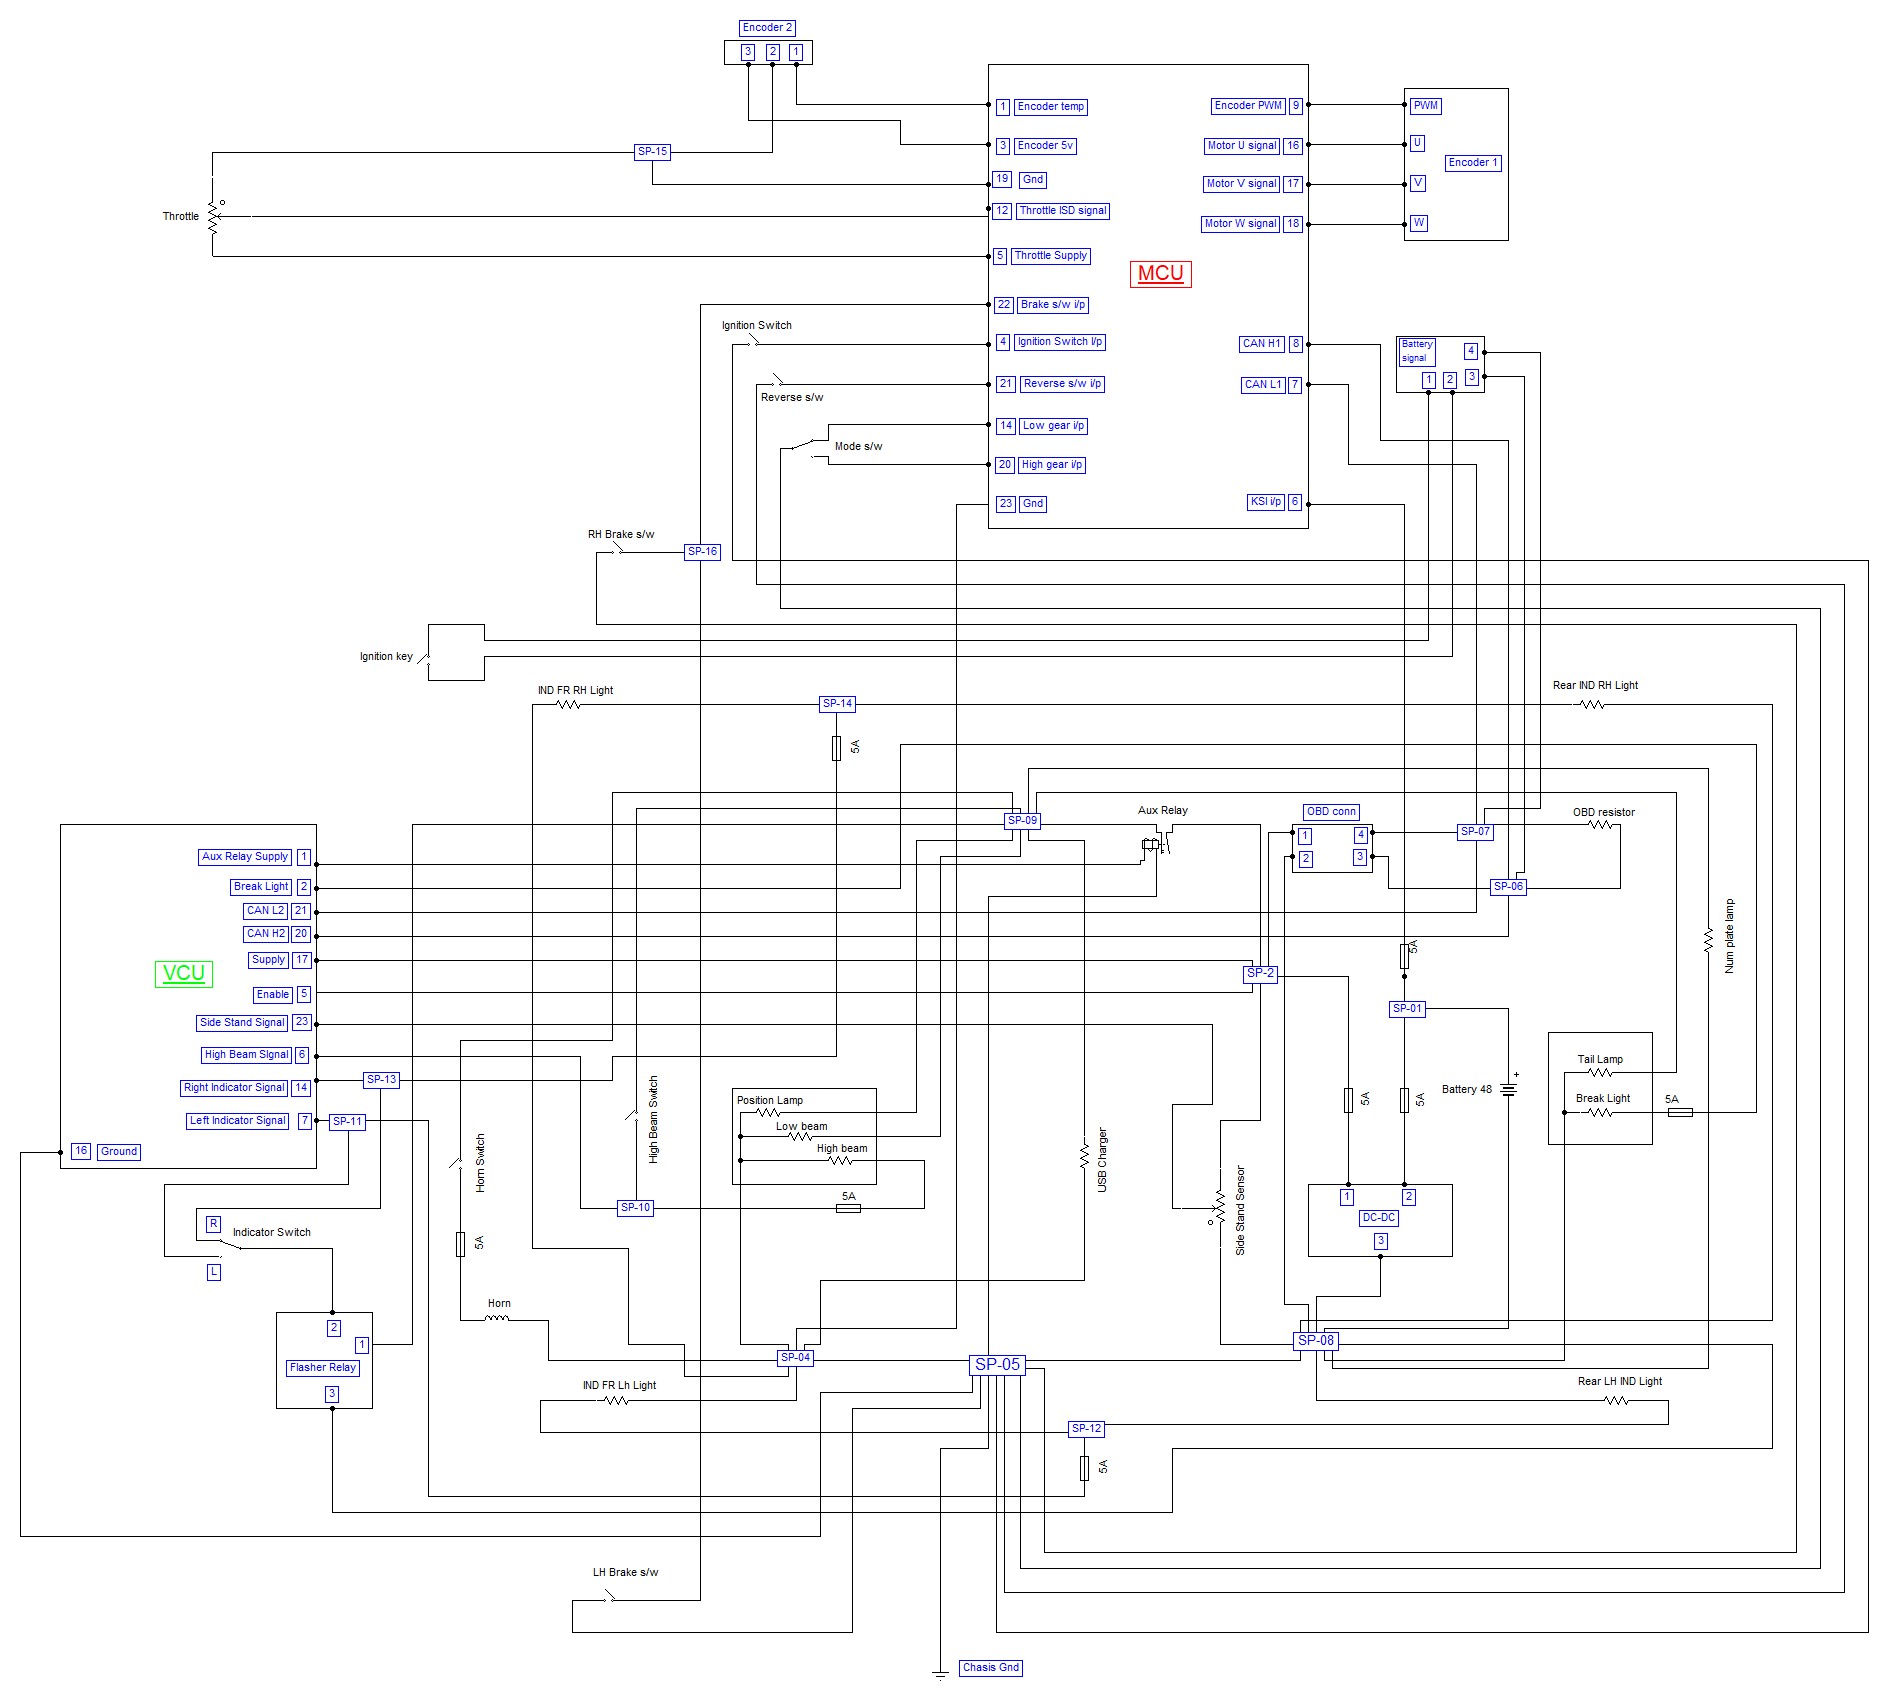 Encoder 2
3 2 1
1 Encoder temp
3 Encoder 5v
19 Gnd
12 Throttle ISD signal
5 Throttle Supply
22 Brake s/w i/p
4 Ignition Switch I/p
21 Reverse s/w i/p
14 Low gear i/p
20 High gear i/p
23 Gnd
MCU
Encoder PWM 9
Motor U signal 16
Motor V signal 17
Motor W signal 18
CAN H1 8
CAN L1 7
KSI i/p 6
PWM
U
V
W
Encoder 1
SP-15
Throttle
Ignition Switch
Reverse s/w
Mode s/w
Battery
signal
4
1 2 3
RH Brake s/w
SP-16
Ignition key
IND FR RH Light
SP-14
5A
Rear IND RH Light
SP-09
Aux Relay
OBD conn
1 4
2 3
SP-07
OBD resistor
SP-06
Aux Relay Supply 1
Break Light 2
CAN L2 21
CAN H2 20
Supply 17
Enable 5
Side Stand Signal 23
High Beam SIgnal 6
Right Indicator Signal 14
Left Indicator Signal 7
VCU
16 Ground
SP-13
SP-11
SP-2
5A
SP-01
Num plate lamp
Battery 48
+
5A
5A
Tail Lamp
Break Light
5A
Position Lamp
Low beam
High beam
5A
High Beam Switch
Horn Switch
5A
SP-10
USB Charger
Side Stand Sensor
1 2
DC-DC
3
R
Indicator Switch
L
2
1
Flasher Relay
3
Horn
SP-04
SP-05
SP-08
IND FR Lh Light
Rear LH IND Light
SP-12
5A
LH Brake s/w
Chasis Gnd